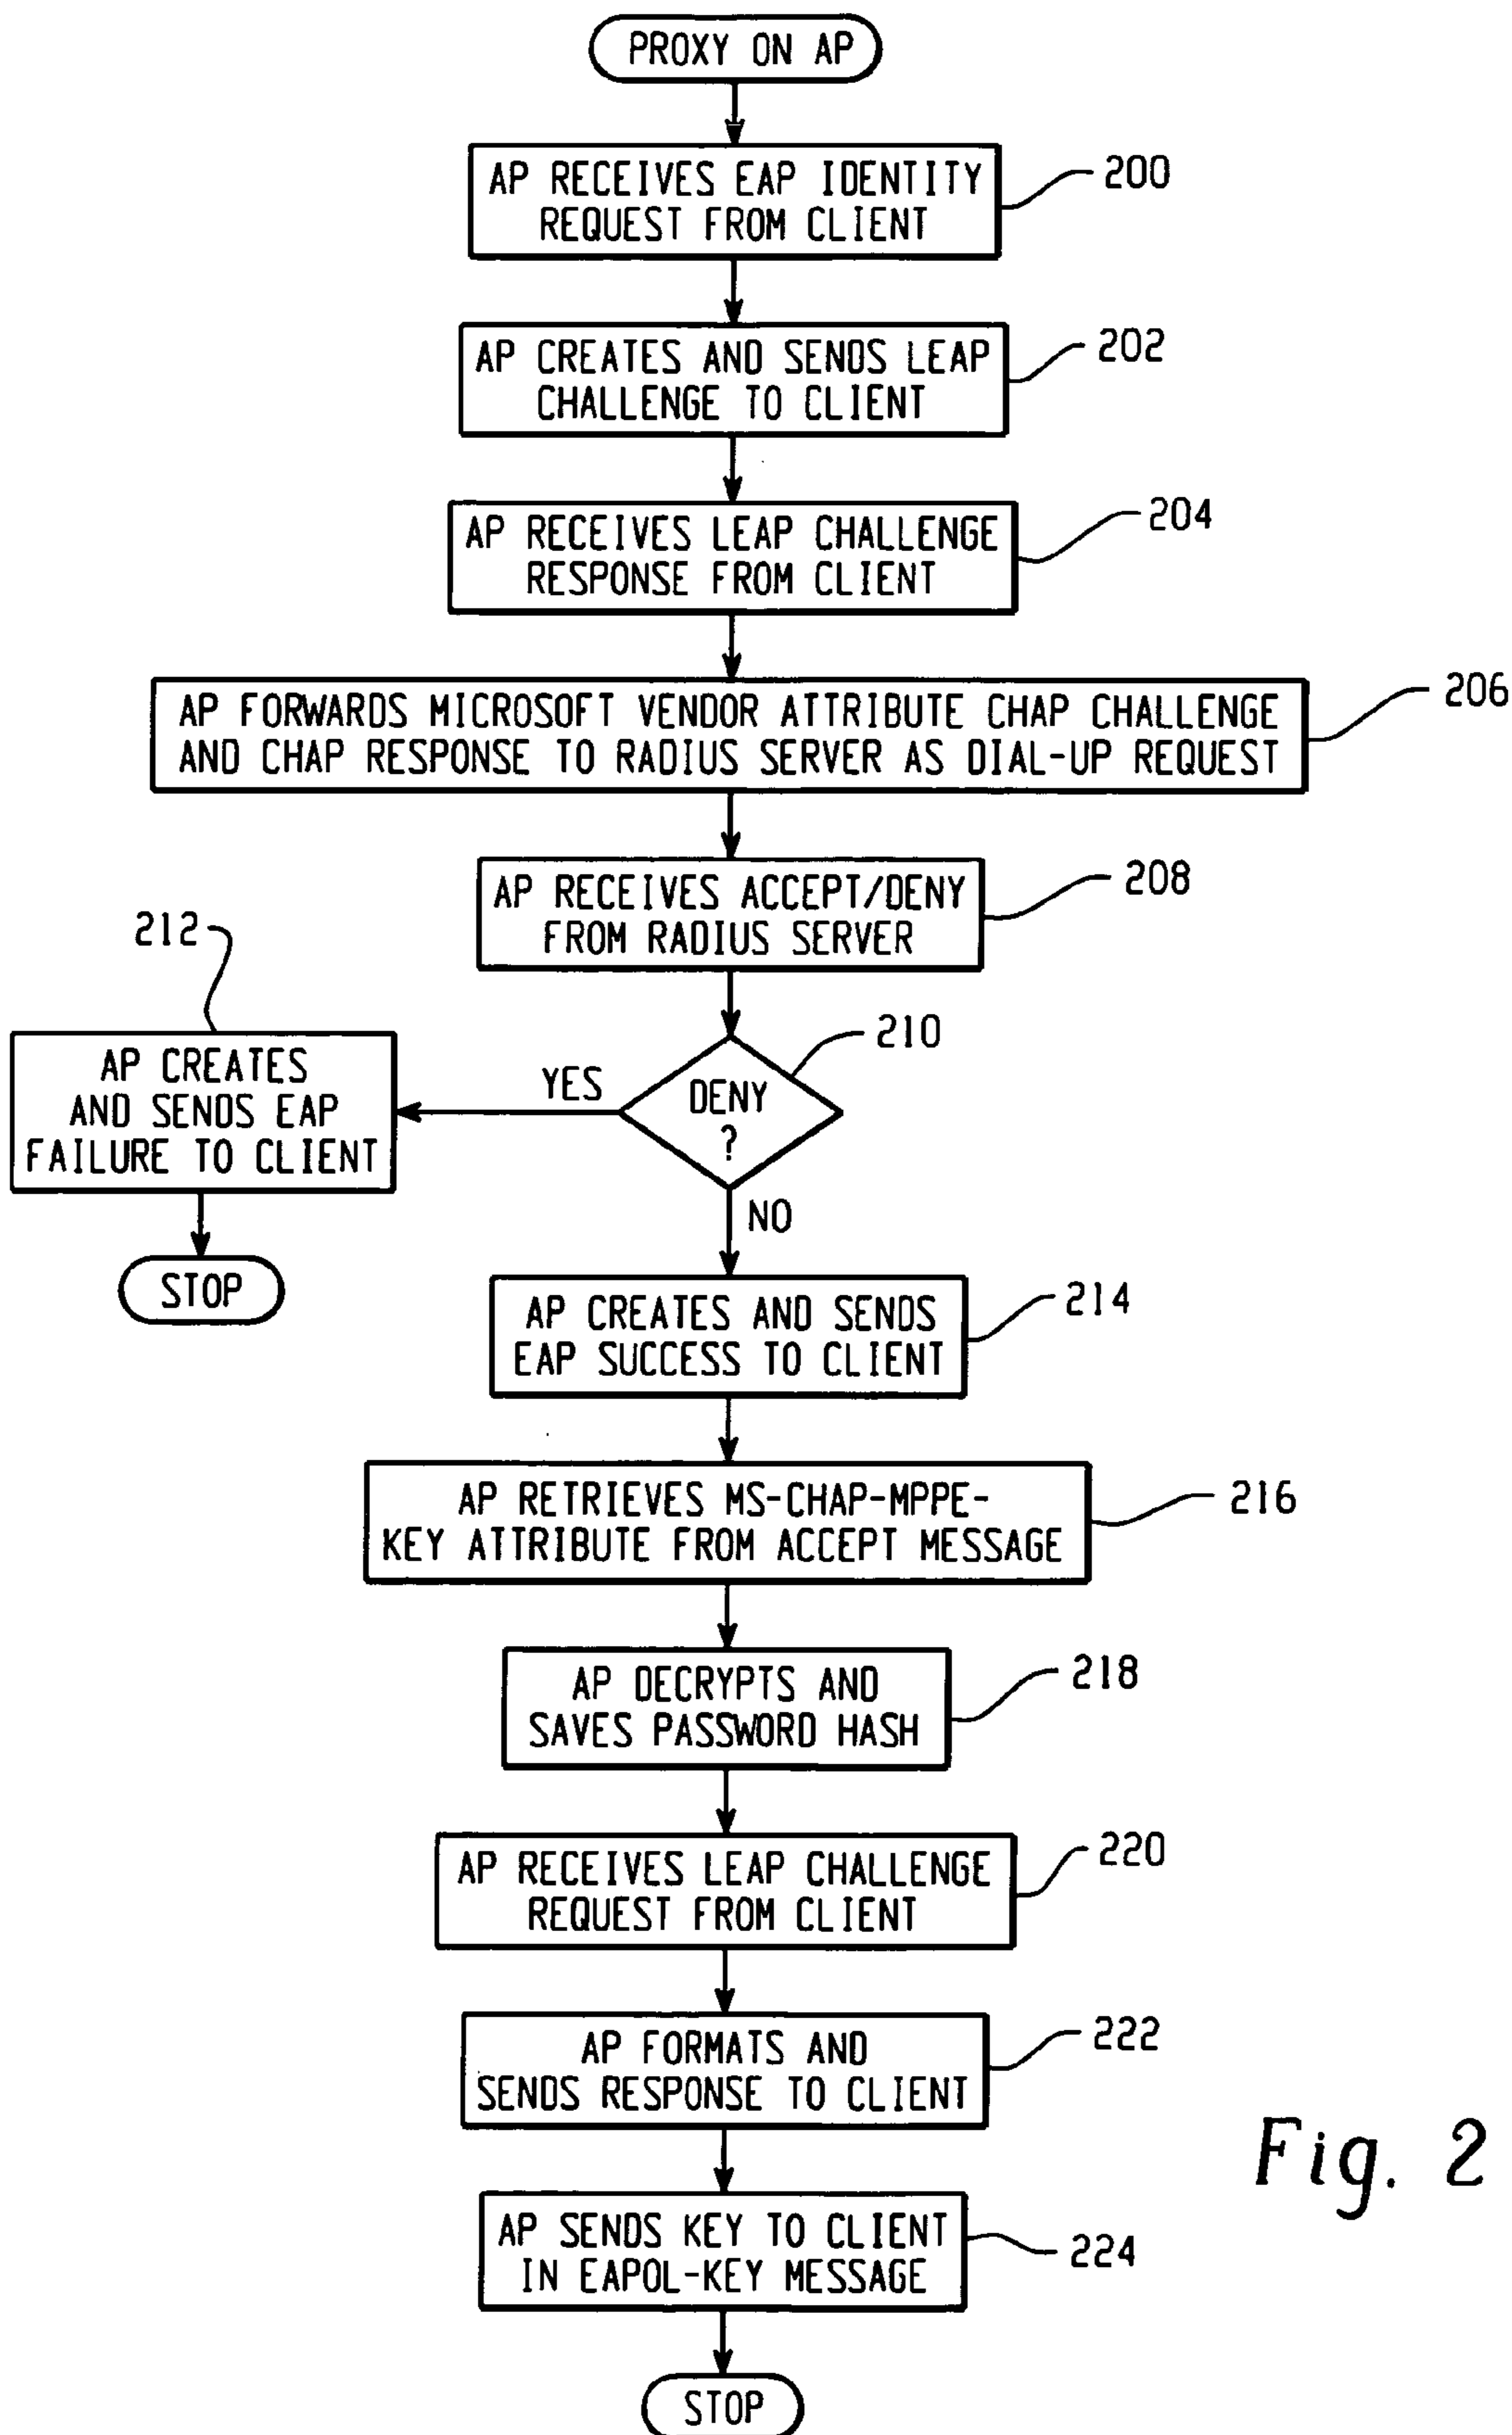 PROXY ON AP
AP RECEIVES EAP IDENTITY
REQUEST FROM CLIENT
200
AP CREATES AND SENDS LEAP
CHALLENGE TO CLIENT
202
AP RECEIVES LEAP CHALLENGE
RESPONSE FROM CLIENT
204
AP FORWARDS MICROSOFT VENDOR ATTRIBUTE CHAP CHALLENGE
AND CHAP RESPONSE TO RADIUS SERVER AS DIAL-UP REQUEST
206
AP RECEIVES ACCEPT/DENY
FROM RADIUS SERVER
208
DENY
?
210
YES
212
AP CREATES
AND SENDS EAP
FAILURE TO CLIENT
STOP
NO
AP CREATES AND SENDS
EAP SUCCESS TO CLIENT
214
AP RETRIEVES MS-CHAP-MPPE-
KEY ATTRIBUTE FROM ACCEPT MESSAGE
216
AP DECRYPTS AND
SAVES PASSWORD HASH
218
AP RECEIVES LEAP CHALLENGE
REQUEST FROM CLIENT
220
AP FORMATS AND
SENDS RESPONSE TO CLIENT
222
AP SENDS KEY TO CLIENT
IN EAPOL-KEY MESSAGE
224
STOP
Fig. 2